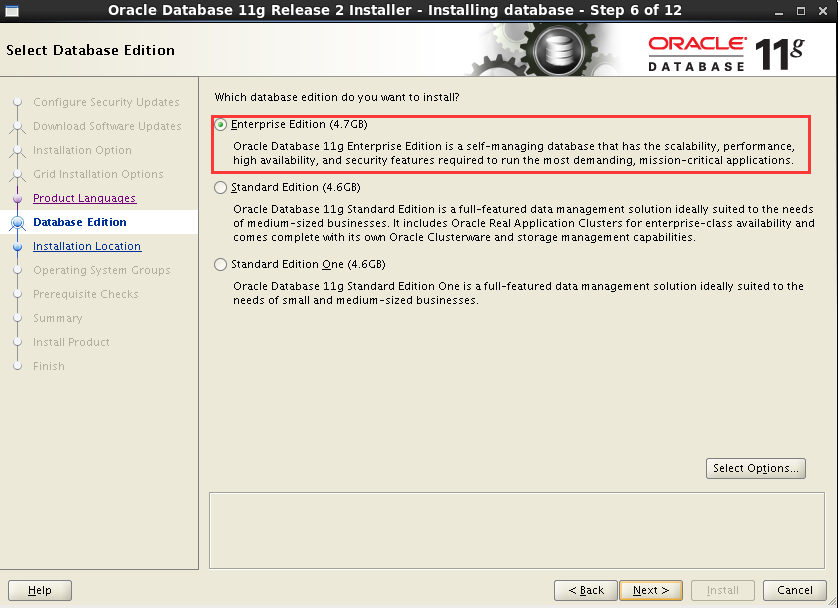 Oracle Database 11g Release 2 Installer - Installing database - Step 6 of 12
Select Database Edition
ORACLE
DATABASE
11g
Configure Security Updates
Download Software Updates
Installation Option
Grid Installation Options
Product Languages
Database Edition
Installation Location
Operating System Groups
Prerequisite Checks
Summary
Install Product
Finish
Which database edition do you want to install?
Enterprise Edition (4.7GB)
Oracle Database 11g Enterprise Edition is a self-managing database that has the scalability, performance,
high availability, and security features required to run the most demanding, mission-critical applications.
Standard Edition (4.6GB)
Oracle Database 11g Standard Edition is a full-featured data management solution ideally suited to the needs
of medium-sized businesses. It includes Oracle Real Application Clusters for enterprise-class availability and
comes complete with its own Oracle Clusterware and storage management capabilities.
Standard Edition One (4.6GB)
Oracle Database 11g Standard Edition One is a full-featured data management solution ideally suited to the
needs of small and medium-sized businesses.
Select Options...
Help
< Back
Next >
Install
Cancel